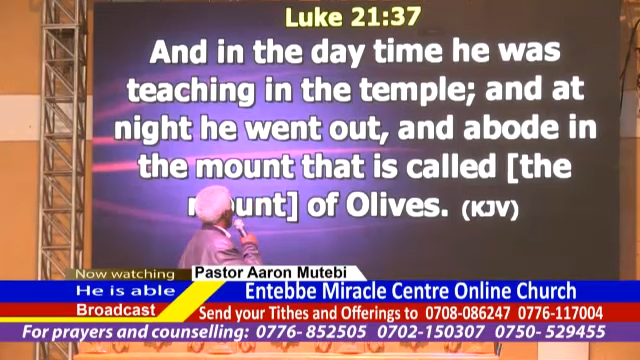 Luke 21:37
And in the day time he was
teaching in the temple; and at
night he went out, and abode in
the mount that is called [the
mount] of Olives. (KJV)
Now watching
Pastor Aaron Mutebi
He is able
Entebbe Miracle Centre Online Church
Broadcast
Send your Tithes and Offerings to 0708-086247 0776-117004
For prayers and counselling: 0776- 852505 0702-150307 0750- 529455